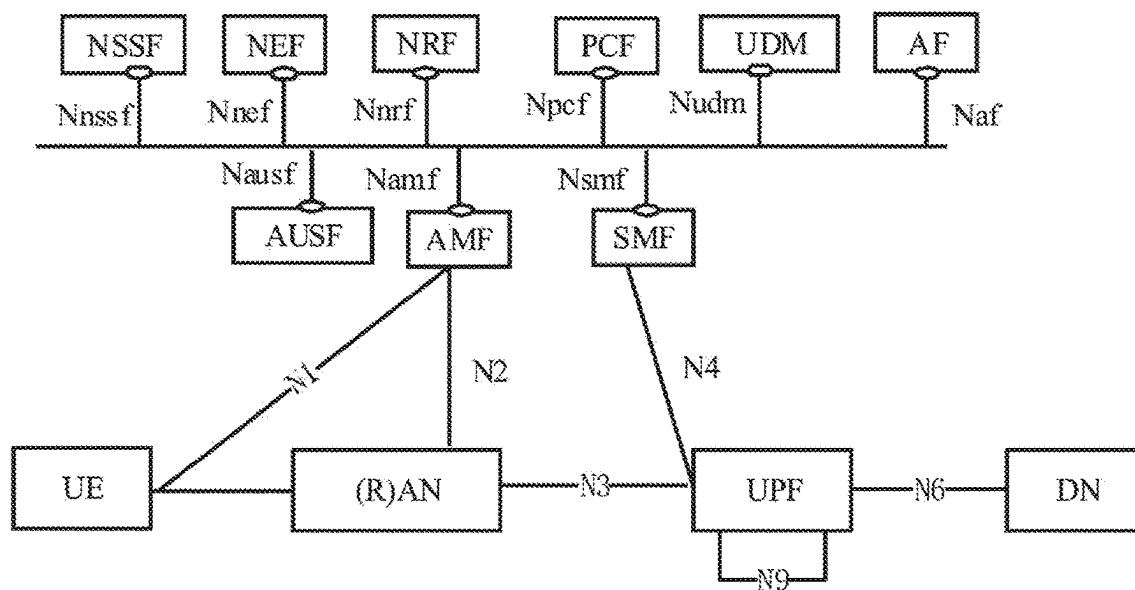 NSSF NEF NRF PCF UDM AF
Nnssf Nnef Nnrf Npcf Nudm Naf
Nausf Namf Nsmf
AUSF AMF SMF
N1 N2 N4
UE (R)AN N3 UPF N6 DN
N9